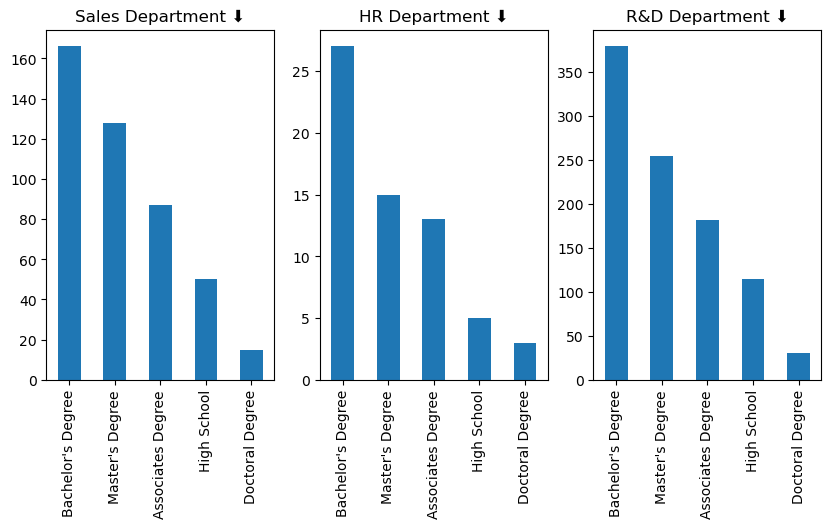 Sales Department ⬇
160
140
120
100
80
60
40
20
0
Bachelor's Degree
Master's Degree
Associates Degree
High School
Doctoral Degree
HR Department ⬇
25
20
15
10
5
0
Bachelor's Degree
Master's Degree
Associates Degree
High School
Doctoral Degree
R&D Department ⬇
350
300
250
200
150
100
50
0
Bachelor's Degree
Master's Degree
Associates Degree
High School
Doctoral Degree